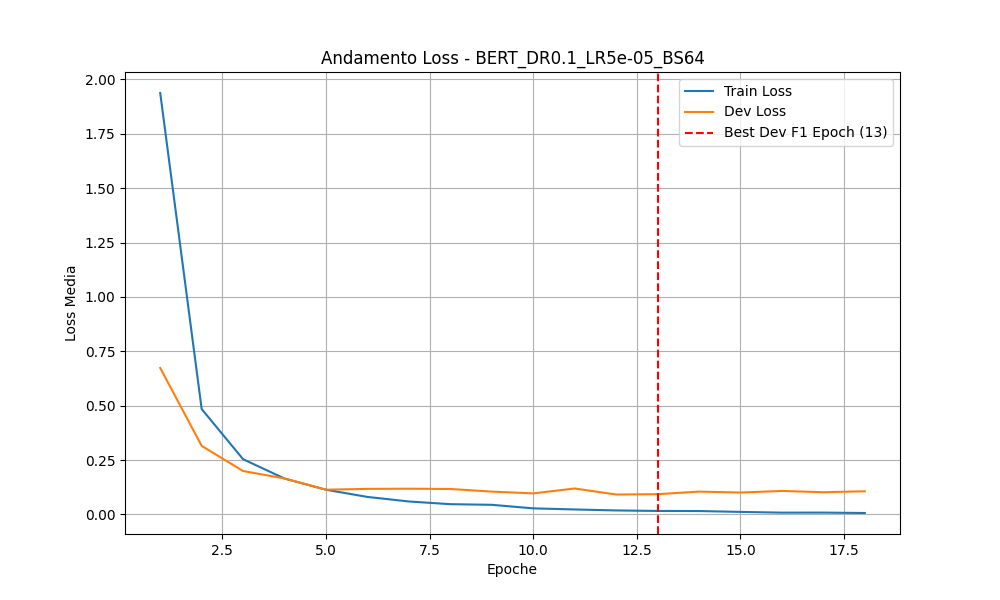 Andamento Loss - BERT_DR0.1_LR5e-05_BS64
Train Loss
Dev Loss
Best Dev F1 Epoch (13)
Loss Media
2.00
1.75
1.50
1.25
1.00
0.75
0.50
0.25
0.00
2.5 5.0 7.5 10.0 12.5 15.0 17.5
Epoche